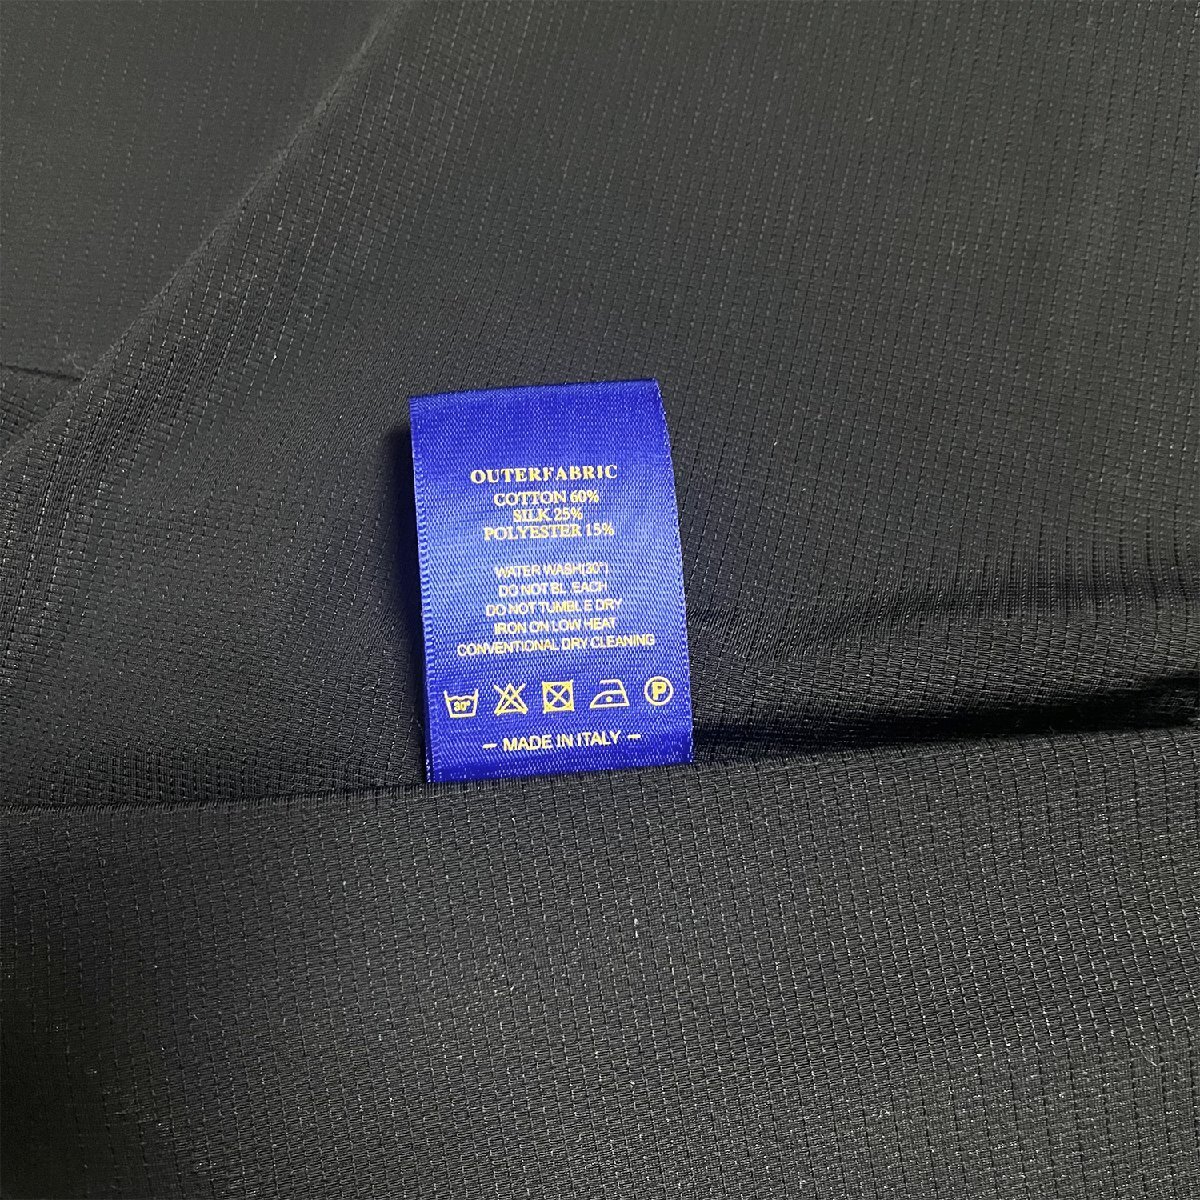 OUTERFABRIC
COTTON 60%
SILK 25%
POLYESTER 15%
WATER WASH(30°)
DO NOT BL EACH
DO NOT TUMBLE DRY
IRON ON LOW HEAT
CONVENTIONAL DRY CLEANING
30° P
– MADE IN ITALY –